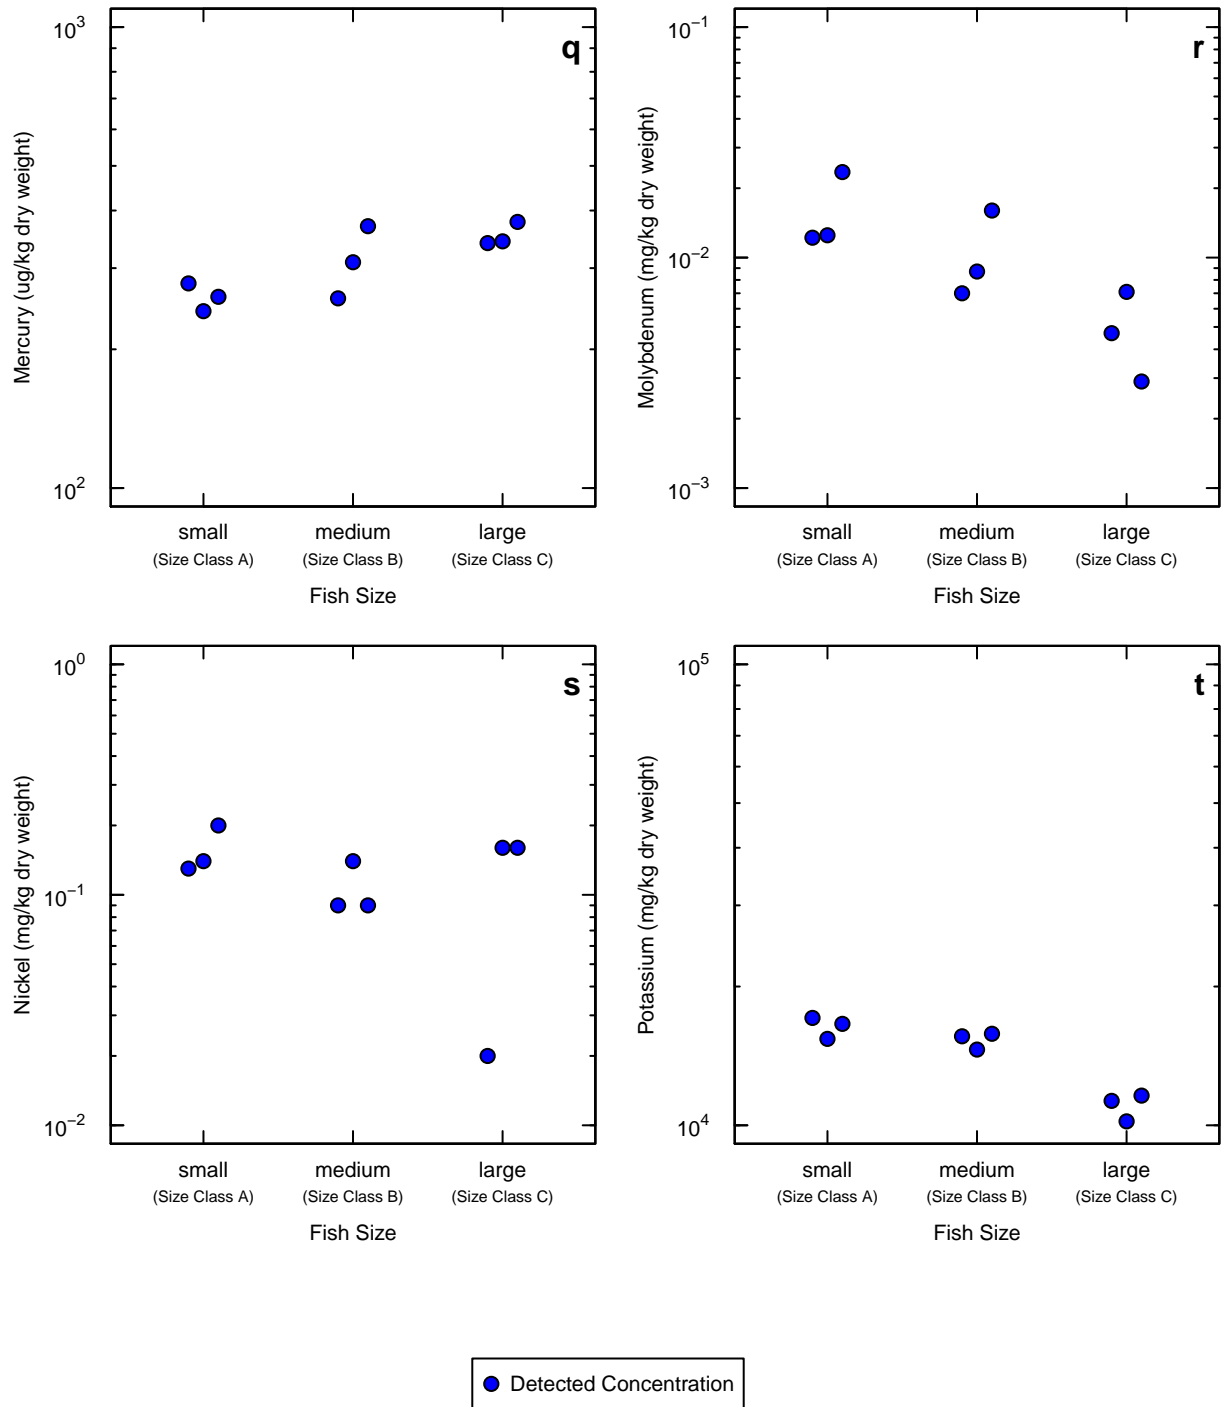 q
Mercury (ug/kg dry weight)
10^3
10^2
small
medium
large
(Size Class A)
(Size Class B)
(Size Class C)
Fish Size
r
Molybdenum (mg/kg dry weight)
10^−1
10^−2
10^−3
small
medium
large
(Size Class A)
(Size Class B)
(Size Class C)
Fish Size
s
Nickel (mg/kg dry weight)
10^0
10^−1
10^−2
small
medium
large
(Size Class A)
(Size Class B)
(Size Class C)
Fish Size
t
Potassium (mg/kg dry weight)
10^5
10^4
small
medium
large
(Size Class A)
(Size Class B)
(Size Class C)
Fish Size
Detected Concentration